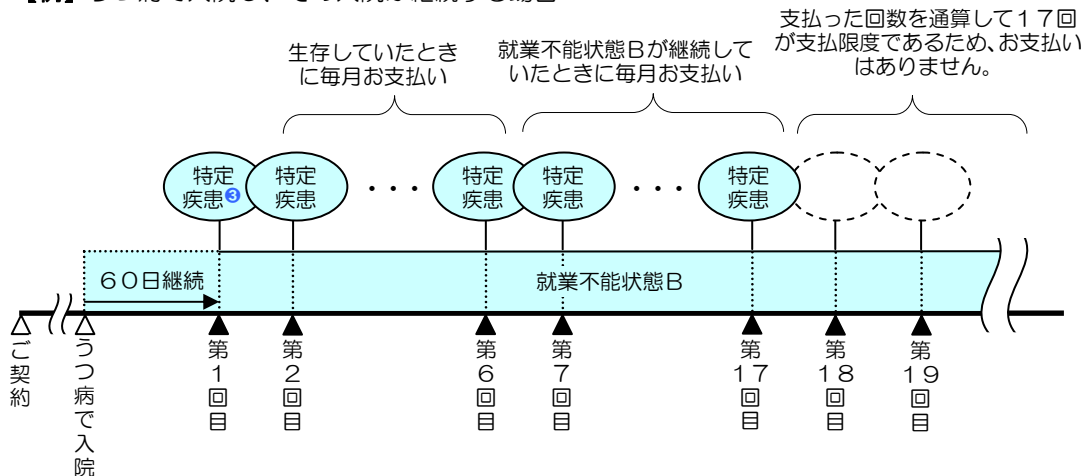 【例】うつ病で入院し、その入院が継続する場合
生存していたとき
に毎月お支払い
就業不能状態Bが継続して
いたときに毎月お支払い
支払った回数を通算して17回
が支払限度であるため、お支払い
はありません。
特定
疾患❸
特定
疾患
・・・
特定
疾患
特定
疾患
・・・
特定
疾患
60日継続
就業不能状態B
ご契約
うつ病で入院
第1回目
第2回目
第6回目
第7回目
第17回目
第18回目
第19回目